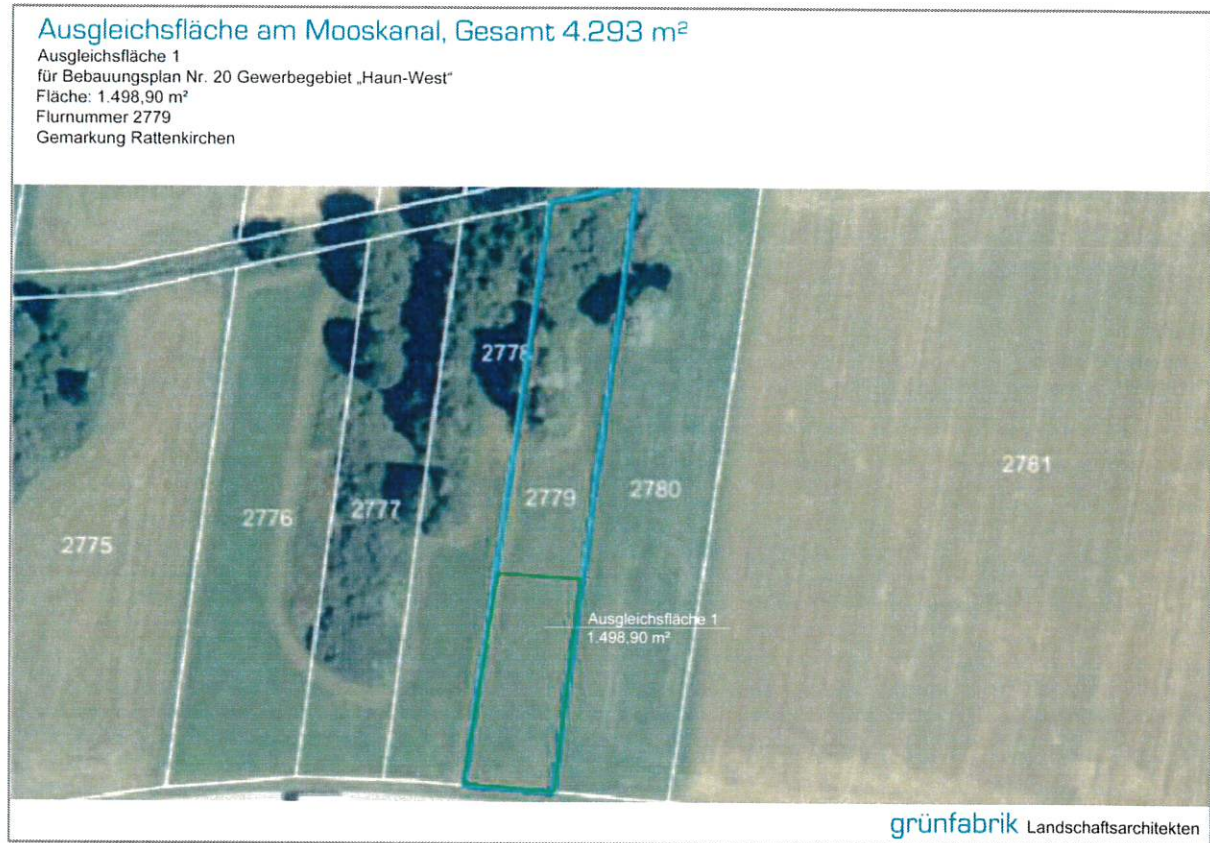 Ausgleichsfläche am Mooskanal, Gesamt 4.293 m²
Ausgleichsfläche 1
für Bebauungsplan Nr. 20 Gewerbegebiet „Haun-West“
Fläche: 1.498,90 m²
Flurnummer 2779
Gemarkung Rattenkirchen
2778
2781
2779
2780
2777
2776
2775
Ausgleichsfläche 1
1.498,90 m²
grünfabrik Landschaftsarchitekten